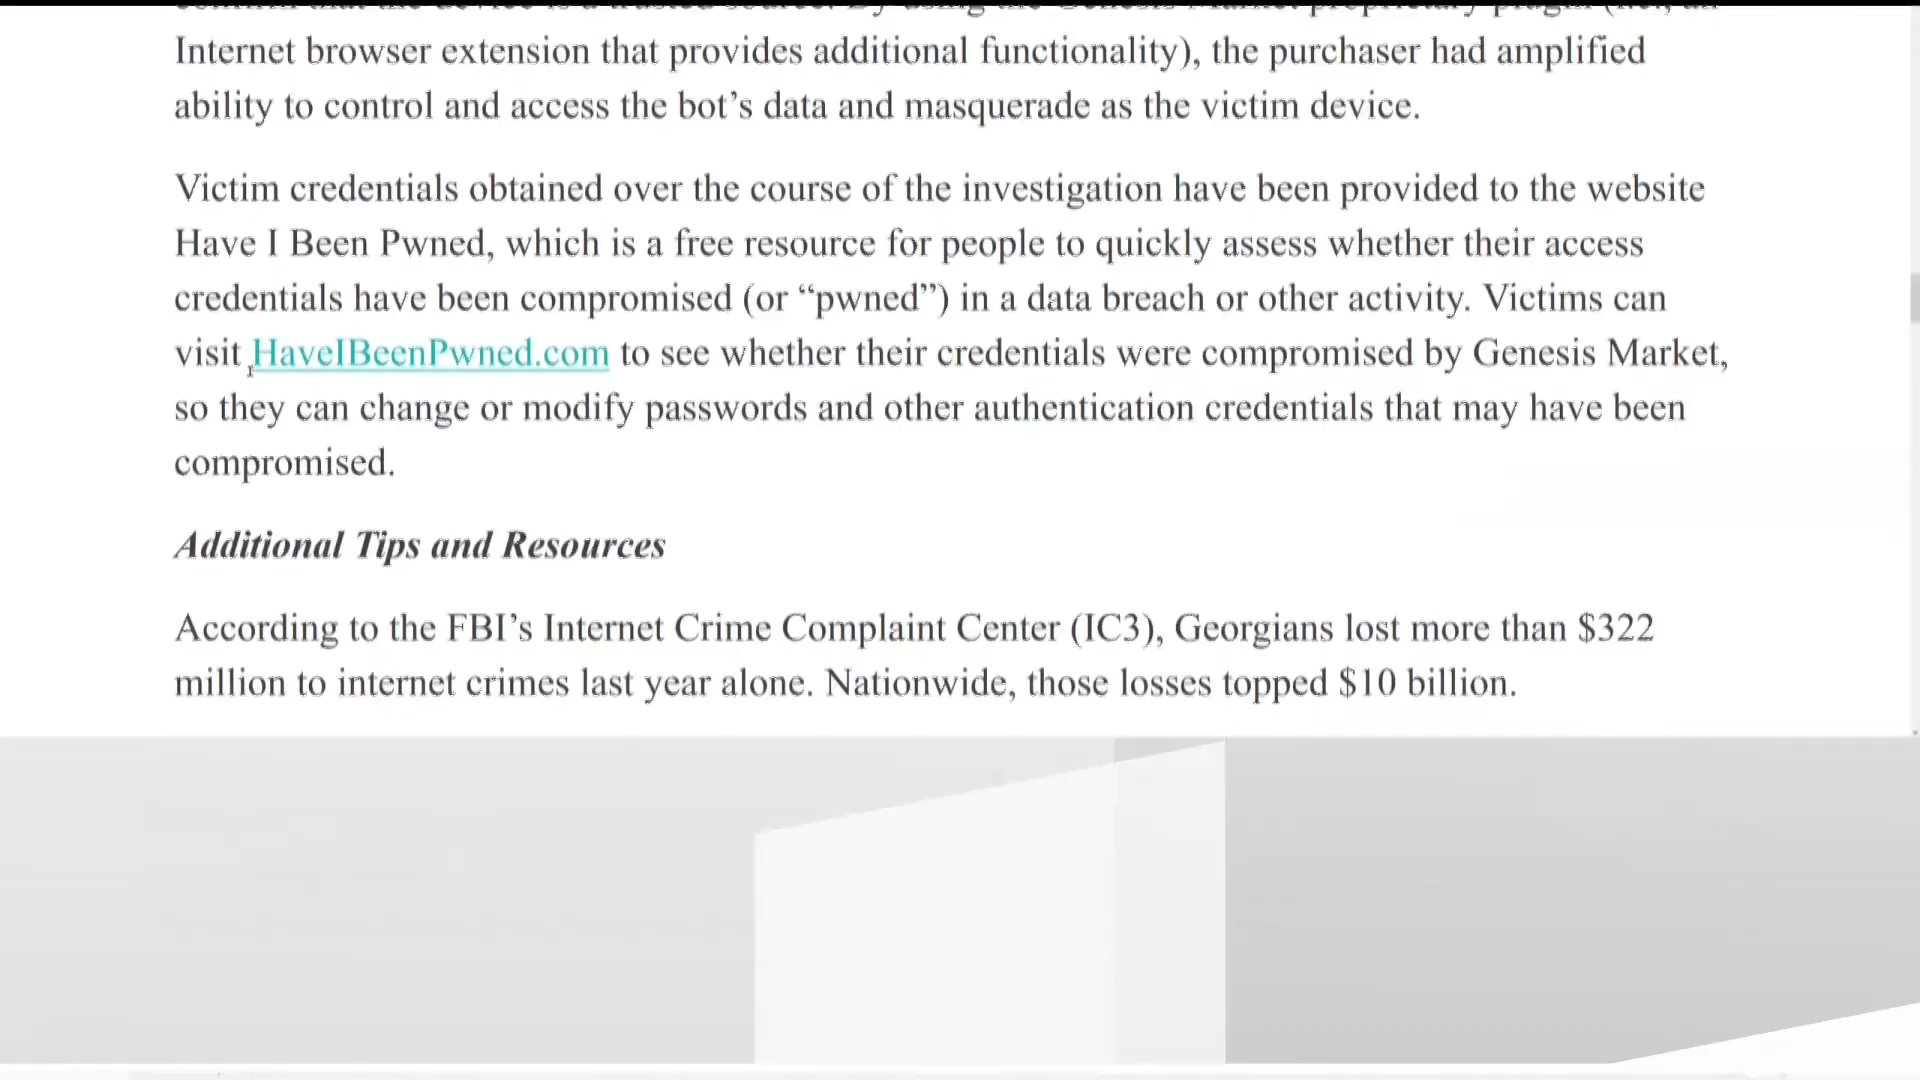 Internet browser extension that provides additional functionality), the purchaser had amplified
ability to control and access the bot’s data and masquerade as the victim device.
Victim credentials obtained over the course of the investigation have been provided to the website
Have I Been Pwned, which is a free resource for people to quickly assess whether their access
credentials have been compromised (or “pwned”) in a data breach or other activity. Victims can
visit HaveIBeenPwned.com to see whether their credentials were compromised by Genesis Market,
so they can change or modify passwords and other authentication credentials that may have been
compromised.
Additional Tips and Resources
According to the FBI’s Internet Crime Complaint Center (IC3), Georgians lost more than $322
million to internet crimes last year alone. Nationwide, those losses topped $10 billion.